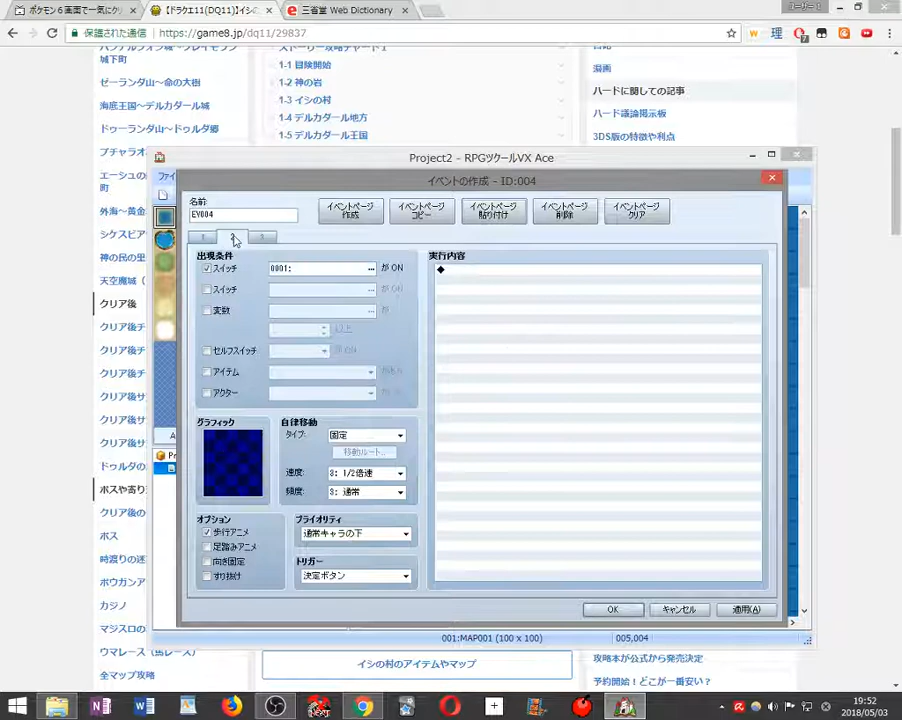 ポケモン６画面で一気にクリ
【ドラクエ11(DQ11)】イシの
三省堂 Web Dictionary
保護された通信
https://game8.jp/dq11/29837
城下町
ゼーランダ山～命の大樹
海底王国～デルカダール城
ドゥーランダ山～ドゥルダ郷
プチャラオ
エーシュの
町
外海～黄金
シケスビア
神の民の里
天空魔城
クリア後
クリア後チ
クリア後チ
クリア後チ
クリア後サ
クリア後サ
クリア後サ
ドゥルダの
ボスや寄り
クリア後の
ボス
時渡りの迷
ボウガンア
カジノ
マジスロの
ウマレース（馬レース）
全マップ攻略
ストーリー攻略チャート１
1-1 冒険開始
1-2 神の岩
1-3 イシの村
1-4 デルカダール地方
1-5 デルカダール王国
漫画
ハードに関しての記事
ハード議論掲示板
3DS版の特徴や利点
Project2 - RPGツクールVX Ace
ファイ
イベントの作成 - ID:004
名前
EV004
イベントページ
作成
イベントページ
コピー
イベントページ
貼り付け
イベントページ
削除
イベントページ
クリア
1
2
3
出現条件
スイッチ
0001:
...
が ON
スイッチ
...
が ON
変数
...
が
以上
セルフスイッチ
が ON
アイテム
アクター
グラフィック
自律移動
タイプ:
固定
移動ルート...
速度:
3: 1/2倍速
頻度:
3: 通常
オプション
歩行アニメ
足踏みアニメ
向き固定
すり抜け
プライオリティ
通常キャラの下
トリガー
決定ボタン
実行内容
◆
OK
キャンセル
適用(A)
001:MAP001 (100 x 100)
005,004
イシの村のアイテムやマップ
攻略本が公式から発売決定
予約開始！どこが一番安い？
19:52
2018/05/03